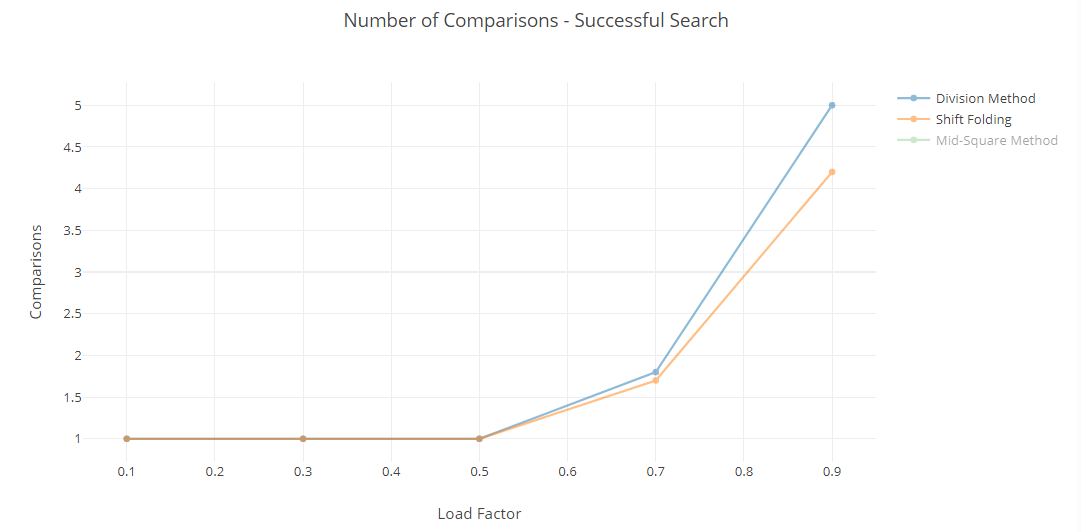 Number of Comparisons - Successful Search
Division Method
Shift Folding
Mid-Square Method
Comparisons
5
4.5
4
3.5
3
2.5
2
1.5
1
0.1 0.2 0.3 0.4 0.5 0.6 0.7 0.8 0.9
Load Factor